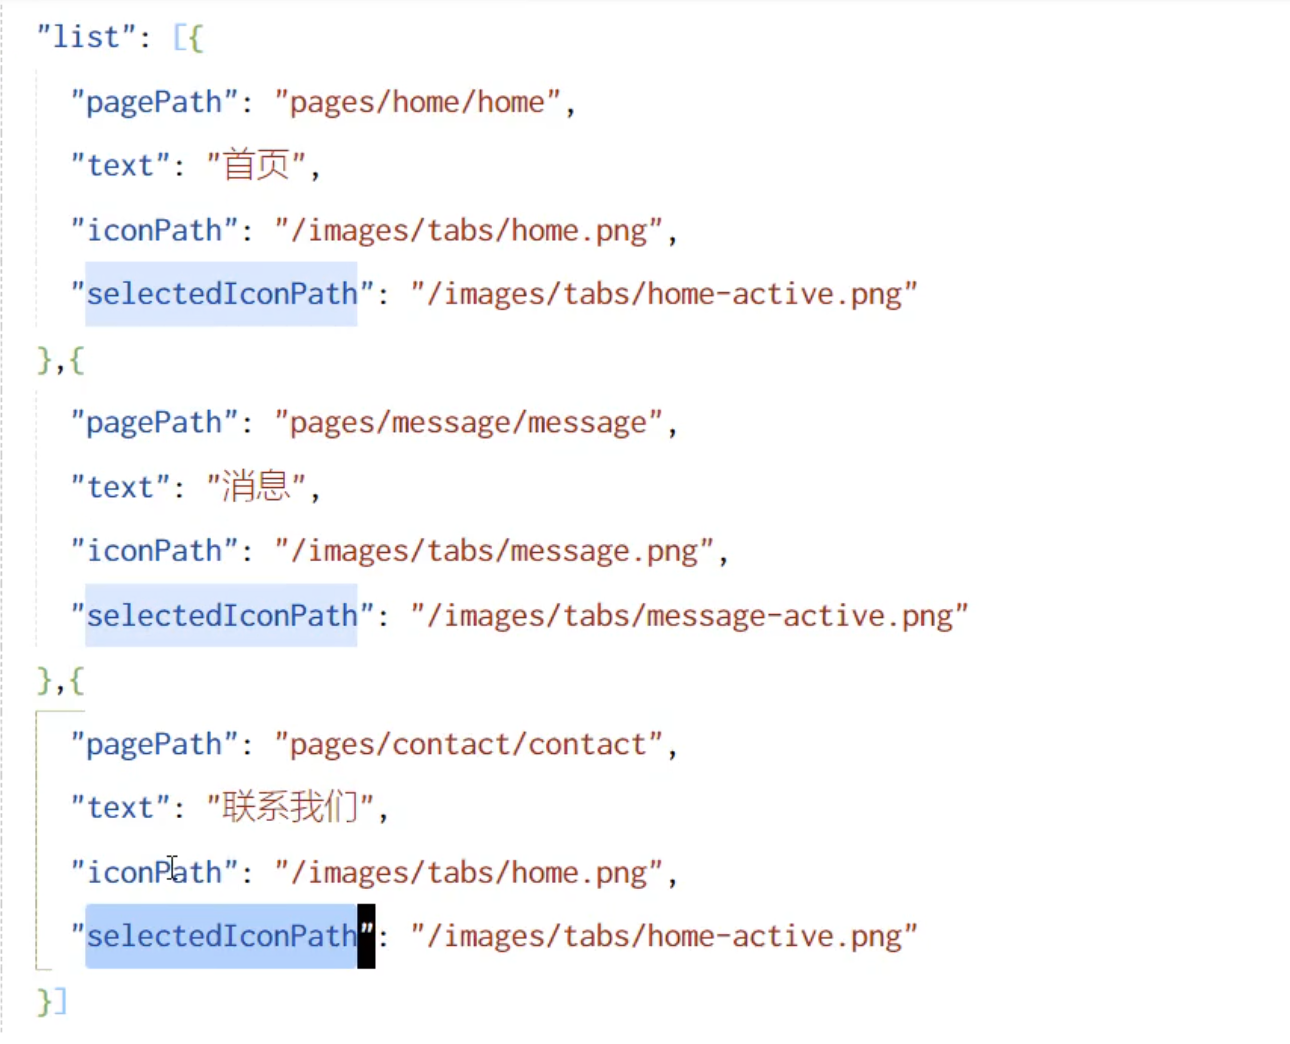 "list": [{
"pagePath": "pages/home/home",
"text": "首页",
"iconPath": "/images/tabs/home.png",
"selectedIconPath": "/images/tabs/home-active.png"
},{
"pagePath": "pages/message/message",
"text": "消息",
"iconPath": "/images/tabs/message.png",
"selectedIconPath": "/images/tabs/message-active.png"
},{
"pagePath": "pages/contact/contact",
"text": "联系我们",
"iconPath": "/images/tabs/home.png",
"selectedIconPath": "/images/tabs/home-active.png"
}]